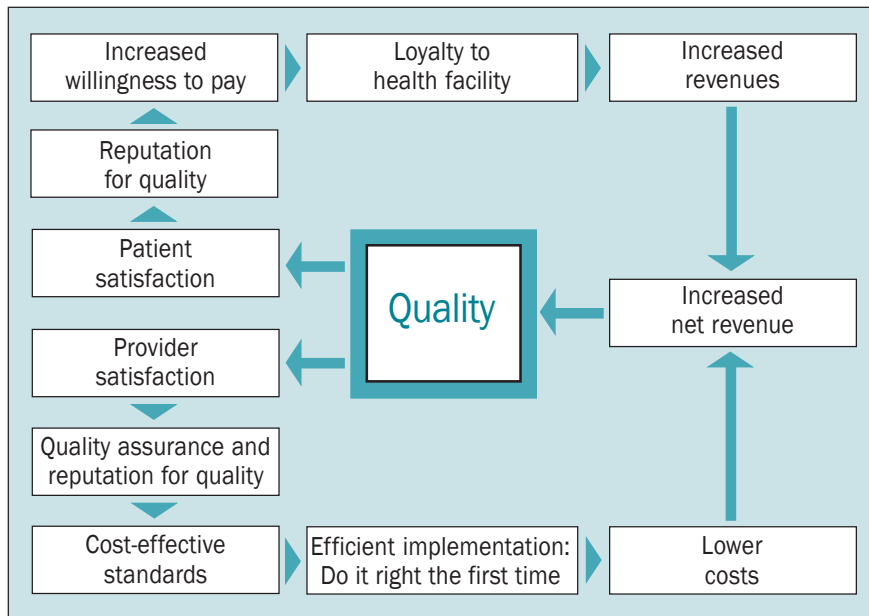 Increased
willingness to pay
Loyalty to
health facility
Increased
revenues
Reputation
for quality
Patient
satisfaction
Quality
Increased
net revenue
Provider
satisfaction
Quality assurance and
reputation for quality
Cost-effective
standards
Efficient implementation:
Do it right the first time
Lower
costs